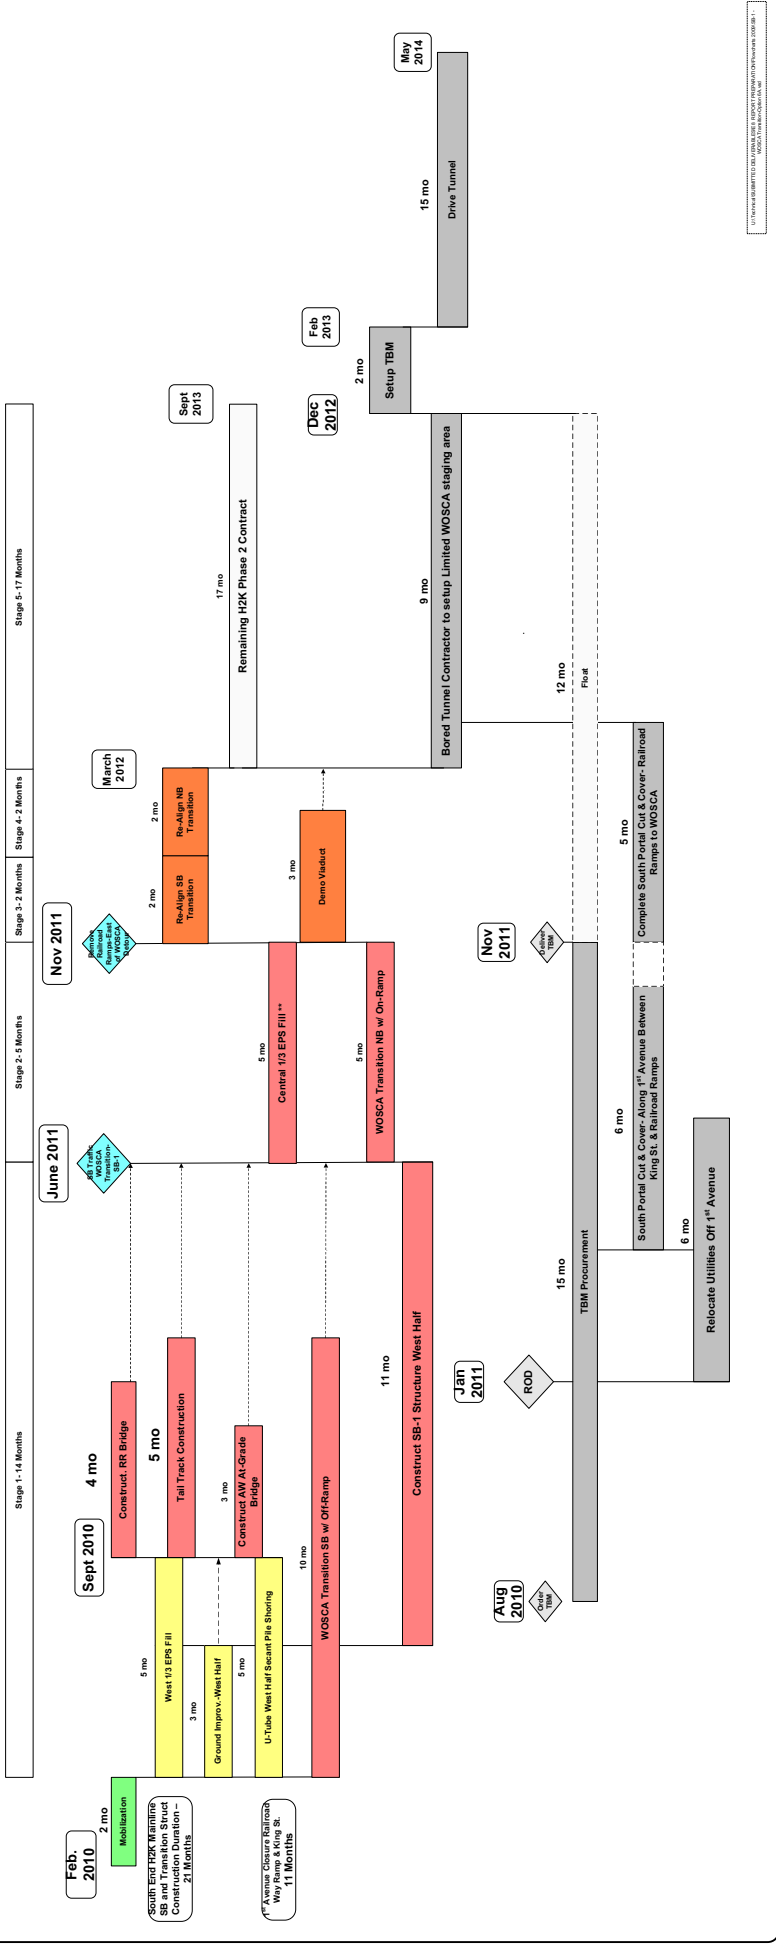 Stage 1- 14 Months
Stage 2- 5 Months
Stage 3- 2 Months
Stage 4- 2 Months
Stage 5- 17 Months
Feb.
2010
2 mo
Mobilization
South End H2K Mainline
SB and Transition Struct
Construction Duration –
21 Months
1st Avenue Closure Railroad
Way Ramp & King St.
11 Months
Sept 2010
4 mo
Construct. RR Bridge
5 mo
Tail Track Construction
5 mo
West 1/3 EPS Fill
3 mo
Ground Improv.-West Half
3 mo
Construct AW At-Grade
Bridge
5 mo
U-Tube West Half Secant Pile Shoring
10 mo
WOSCA Transition SB w/ Off-Ramp
11 mo
Construct SB-1 Structure West Half
June 2011
SB Traffic
WOSCA
Transition-
SB-1
5 mo
Central 1/3 EPS Fill **
5 mo
WOSCA Transition NB w/ On-Ramp
Nov 2011
Remove
Railroad
Ramps-East
of WOSCA
Detour
2 mo
Re-Align SB
Transition
2 mo
Re-Align NB
Transition
3 mo
Demo Viaduct
March
2012
17 mo
Remaining H2K Phase 2 Contract
Sept
2013
9 mo
Bored Tunnel Contractor to setup Limited WOSCA staging area
Dec
2012
2 mo
Setup TBM
Feb
2013
15 mo
Drive Tunnel
May
2014
Aug
2010
Order
TBM
Jan
2011
ROD
15 mo
TBM Procurement
Nov
2011
Deliver
TBM
12 mo
Float
6 mo
South Portal Cut & Cover- Along 1st Avenue Between
King St. & Railroad Ramps
5 mo
Complete South Portal Cut & Cover- Railroad
Ramps to WOSCA
6 mo
Relocate Utilities Off 1st Avenue
WOSCA Transition-Option 6A.vsd